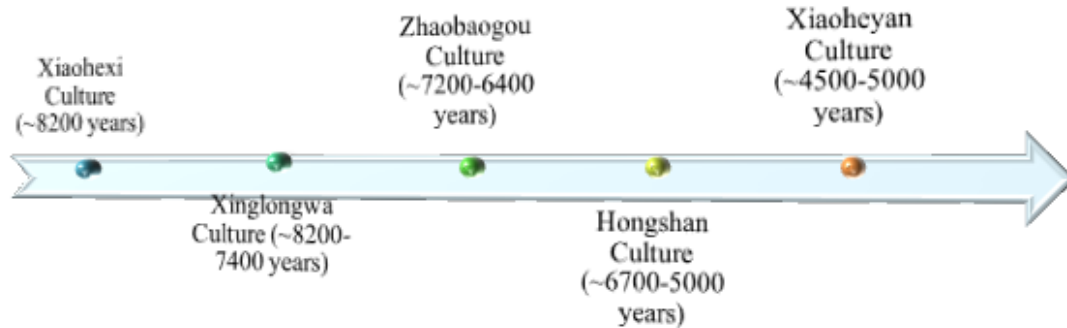 Xiaohexi
Culture
(~8200 years)
Xinglongwa
Culture (~8200-
7400 years)
Zhaobaogou
Culture
(~7200-6400
years)
Hongshan
Culture
(~6700-5000
years)
Xiaoheyan
Culture
(~4500-5000
years)